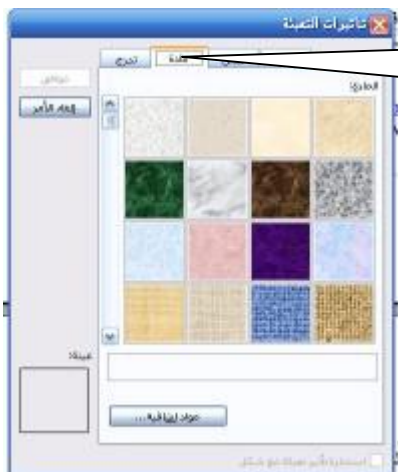 تأثيرات التعبئة
مادة تدرج
موافق
إلغاء الأمر
المادة:
عينة:
مواد إضافية...